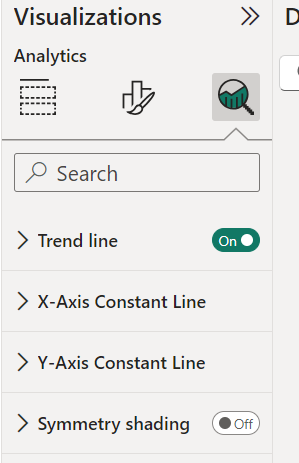 Visualizations
Analytics
Search
Trend line On
X-Axis Constant Line
Y-Axis Constant Line
Symmetry shading Off